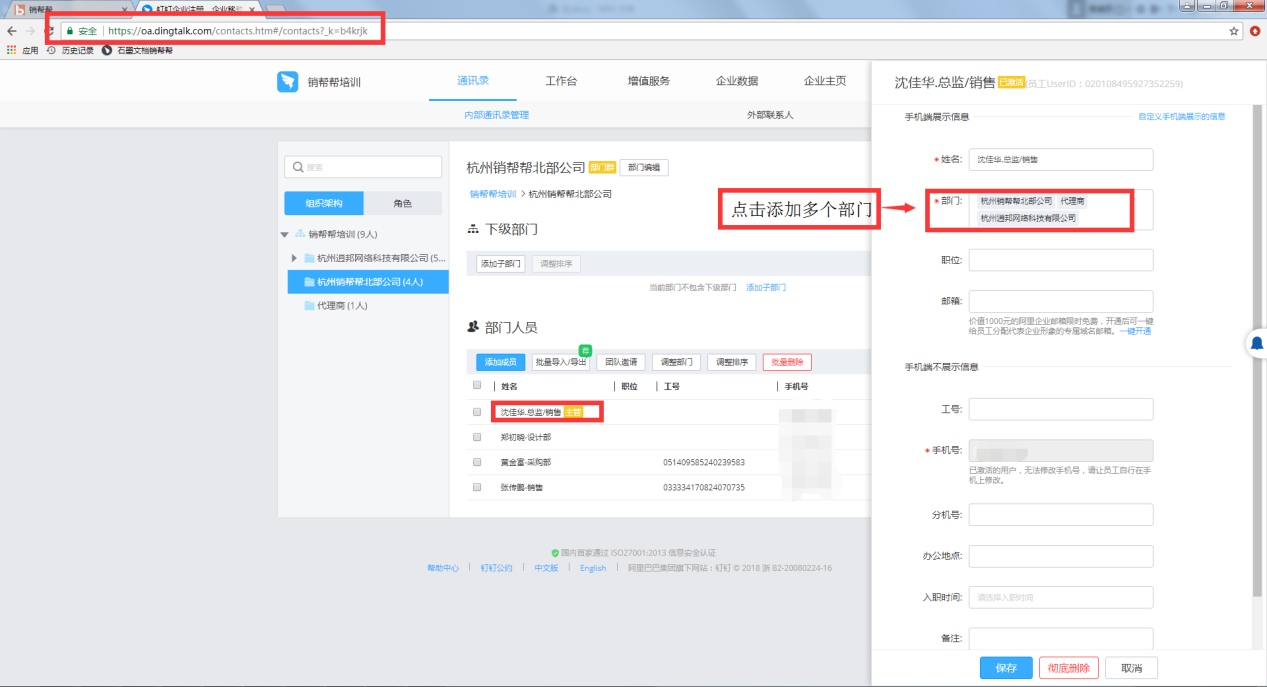 销帮帮
钉钉企业注册，企业移
安全 https://oa.dingtalk.com/contacts.htm#/contacts?_k=b4krjk
应用 历史记录 石墨文档销帮帮
销帮帮培训 通讯录 工作台 增值服务 企业数据 企业主页
内部通讯录管理 外部联系人
搜索
组织架构 角色
销帮帮培训 (9人)
杭州逍邦网络科技有限公司 (5...
杭州销帮帮北部公司 (4人)
代理商 (1人)
杭州销帮帮北部公司 部门群 部门编辑
销帮帮培训 > 杭州销帮帮北部公司
下级部门
添加子部门 调整排序
当前部门不包含下级部门 添加子部门
部门人员
荐
添加成员 批量导入/导出 团队邀请 调整部门 调整排序 批量删除
姓名 职位 工号 手机号
沈佳华.总监/销售 主管
郑初晓-设计部
黄金富-采购部 051409585240239583
张传鹏-销售 033334170824070735
点击添加多个部门
沈佳华.总监/销售 已激活 (员工UserID：020108495927352259)
手机端展示信息 自定义手机端展示的信息
*姓名: 沈佳华.总监/销售
*部门: 杭州销帮帮北部公司 代理商
杭州逍邦网络科技有限公司
职位:
邮箱:
价值1000元的阿里企业邮箱限时免费，开通后可一键
给员工分配代表企业形象的专属域名邮箱。一键开通
手机端不展示信息
工号:
*手机号:
已激活的用户，无法修改手机号，请让员工自行在手
机上修改。
分机号:
办公地点:
入职时间: 请选择入职时间
备注:
保存 彻底删除 取消
国内首家通过 ISO27001:2013 信息安全认证
帮助中心 | 钉钉公约 | 中文版 | English | 阿里巴巴集团旗下网站：钉钉 © 2018 浙 B2-20080224-16